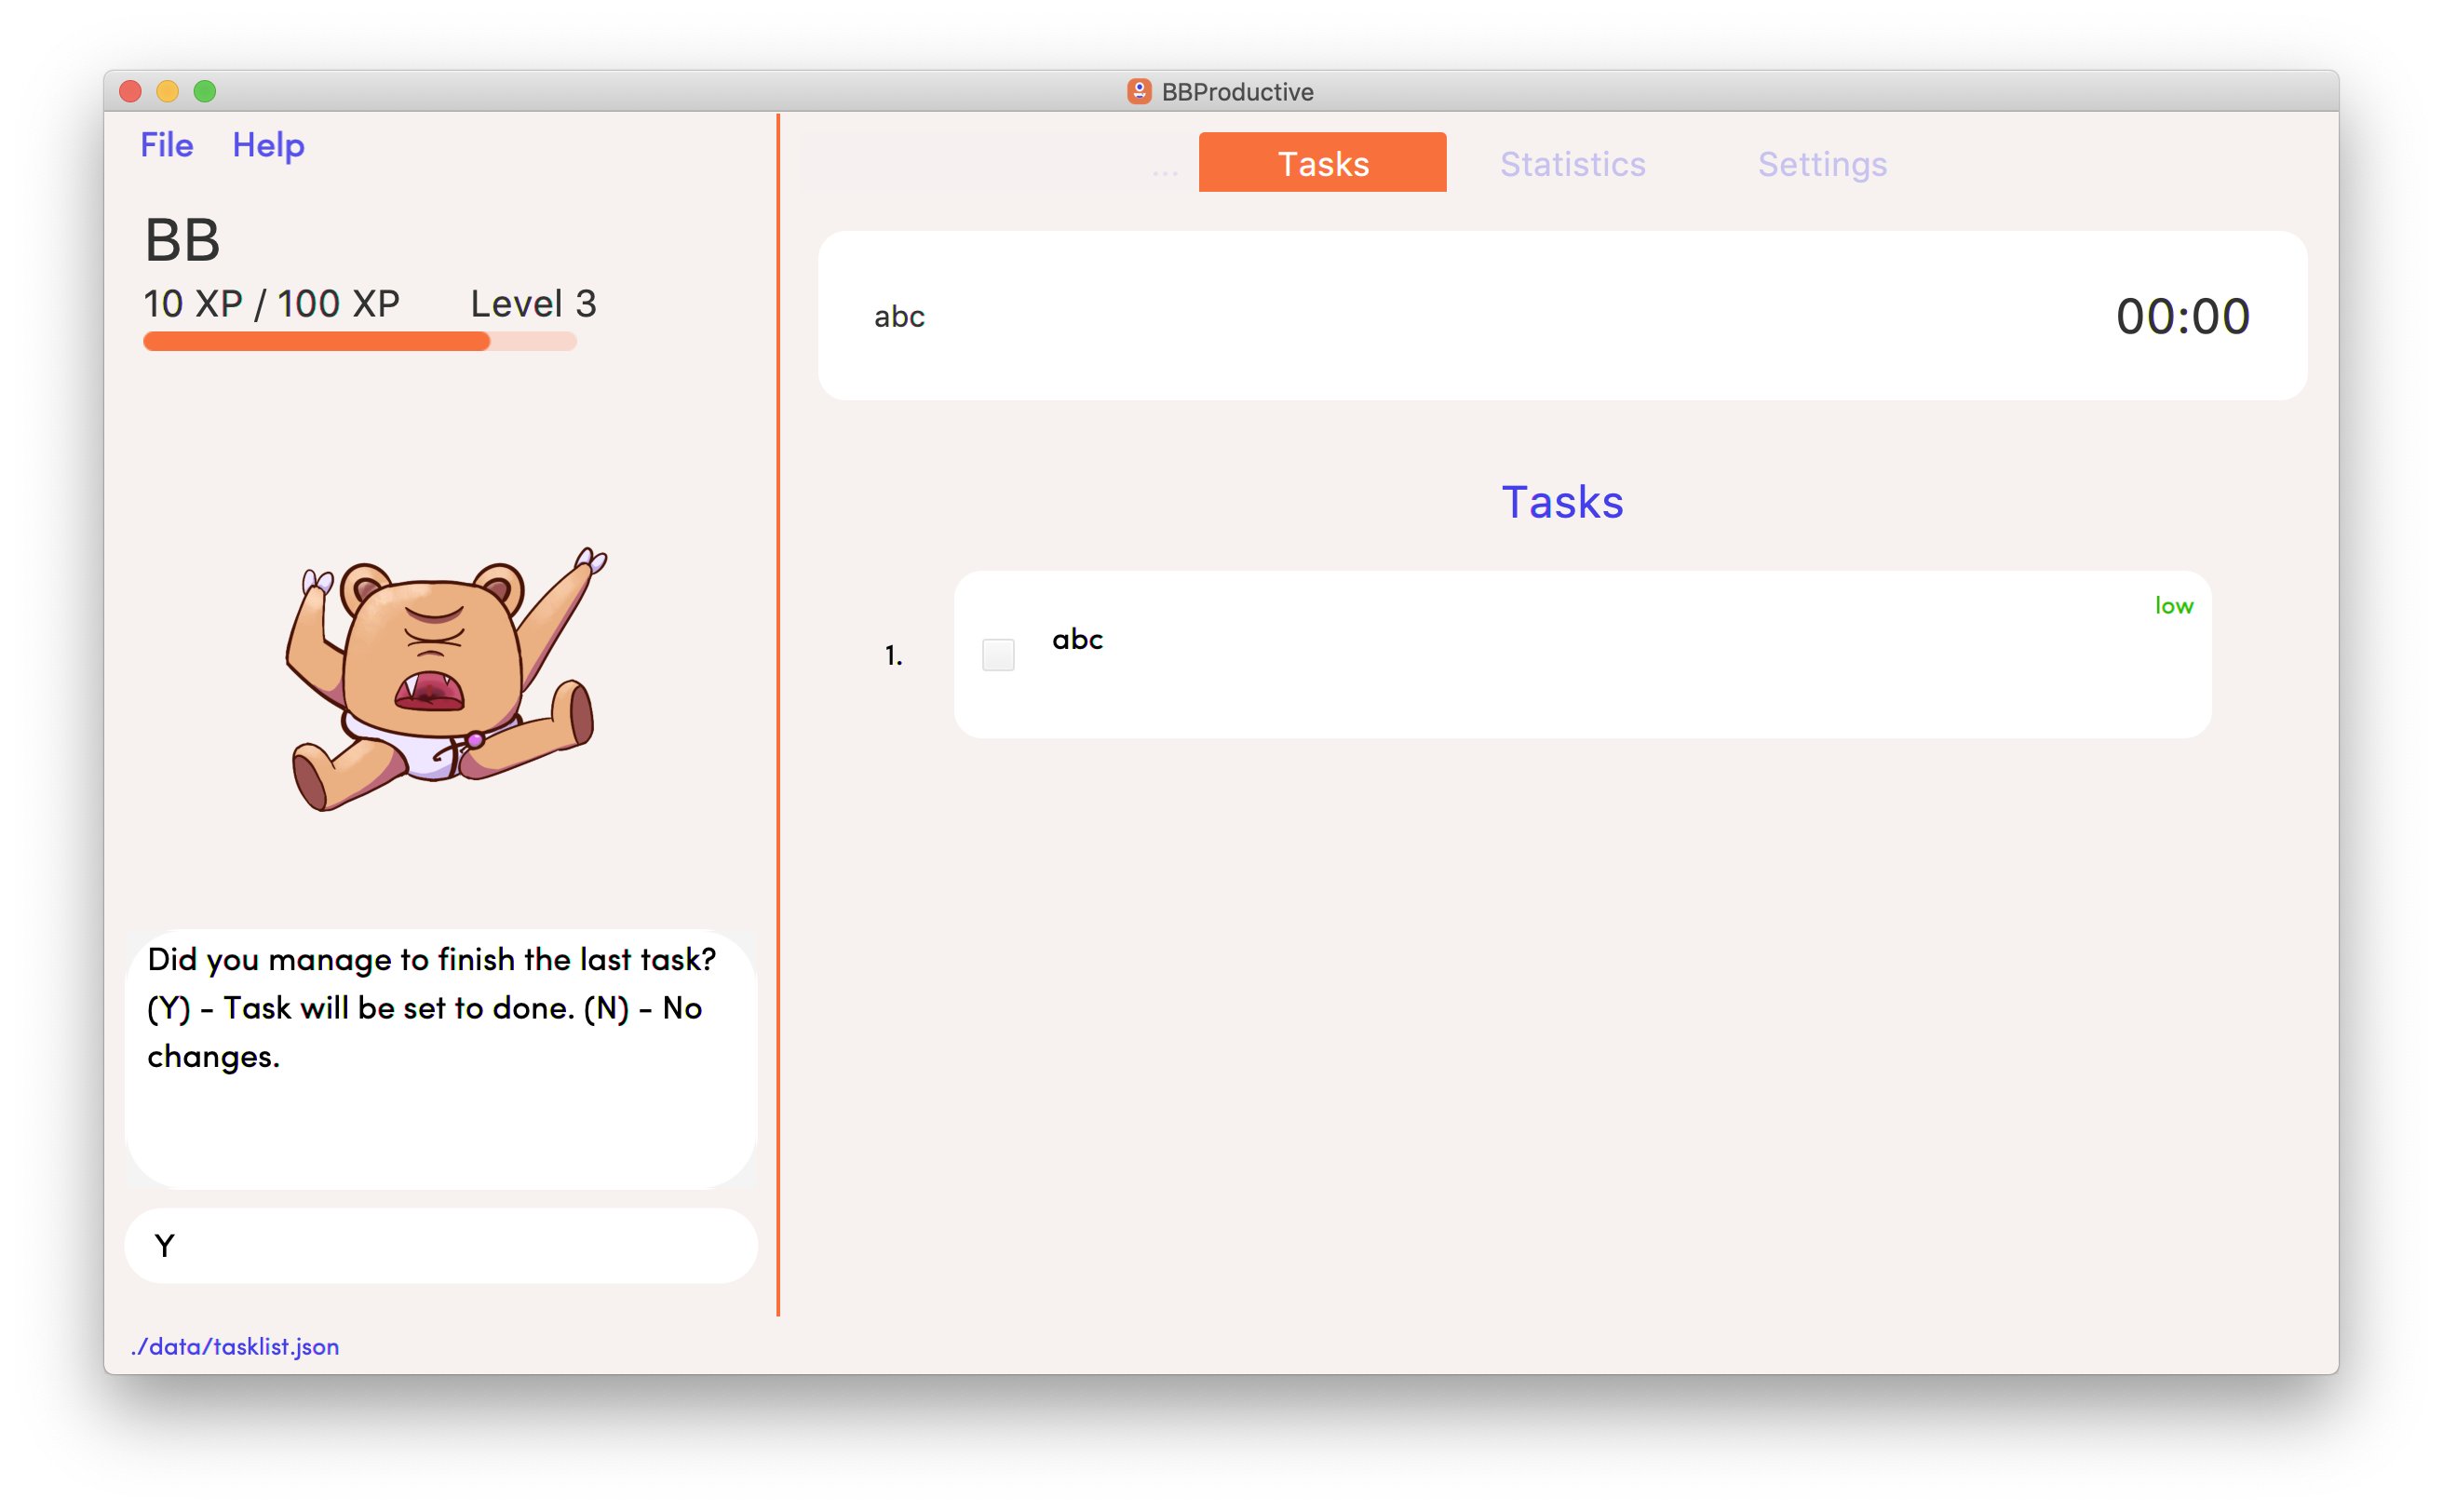 BBProductive
File Help
... Tasks Statistics Settings
BB
10 XP / 100 XP Level 3
abc 00:00
Tasks
low
1. abc
Did you manage to finish the last task?
(Y) - Task will be set to done. (N) - No
changes.
Y
./data/tasklist.json